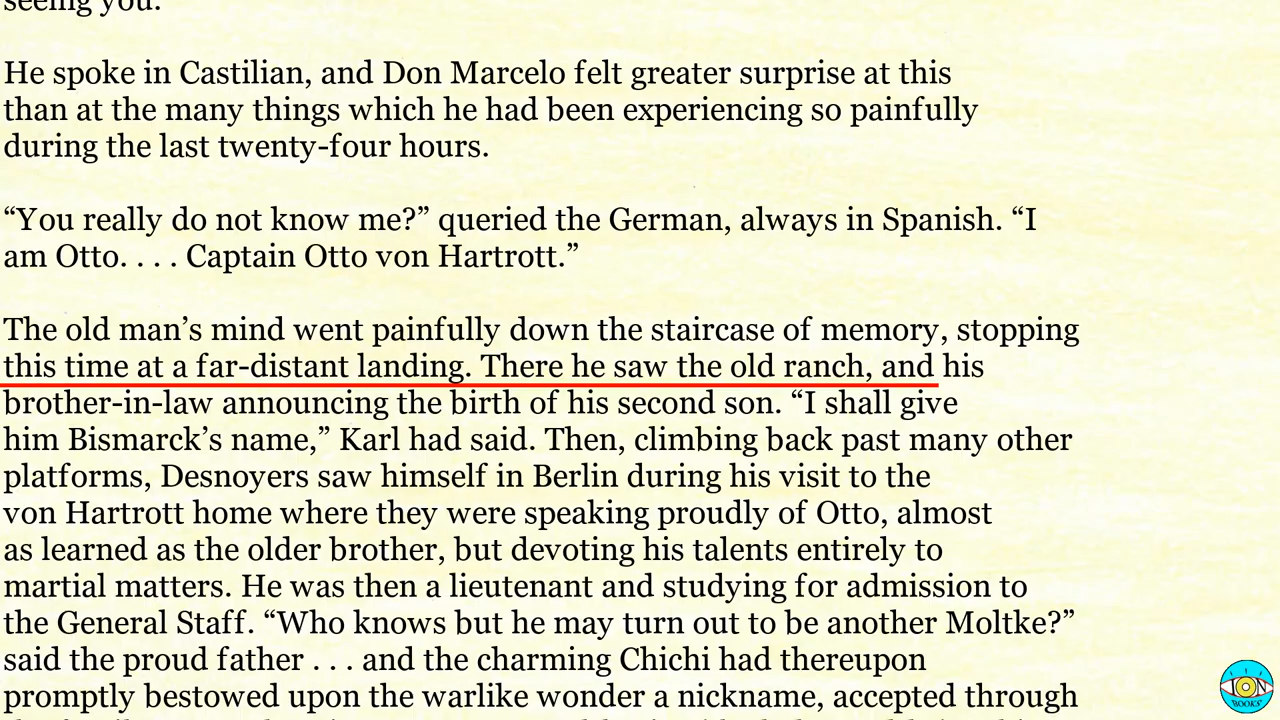 seeing you."
He spoke in Castilian, and Don Marcelo felt greater surprise at this
than at the many things which he had been experiencing so painfully
during the last twenty-four hours.
“You really do not know me?” queried the German, always in Spanish. “I
am Otto. . . . Captain Otto von Hartrott.”
The old man’s mind went painfully down the staircase of memory, stopping
this time at a far-distant landing. There he saw the old ranch, and his
brother-in-law announcing the birth of his second son. “I shall give
him Bismarck’s name,” Karl had said. Then, climbing back past many other
platforms, Desnoyers saw himself in Berlin during his visit to the
von Hartrott home where they were speaking proudly of Otto, almost
as learned as the older brother, but devoting his talents entirely to
martial matters. He was then a lieutenant and studying for admission to
the General Staff. “Who knows but he may turn out to be another Moltke?”
said the proud father . . . and the charming Chichi had thereupon
promptly bestowed upon the warlike wonder a nickname, accepted through
ION
BOOKS